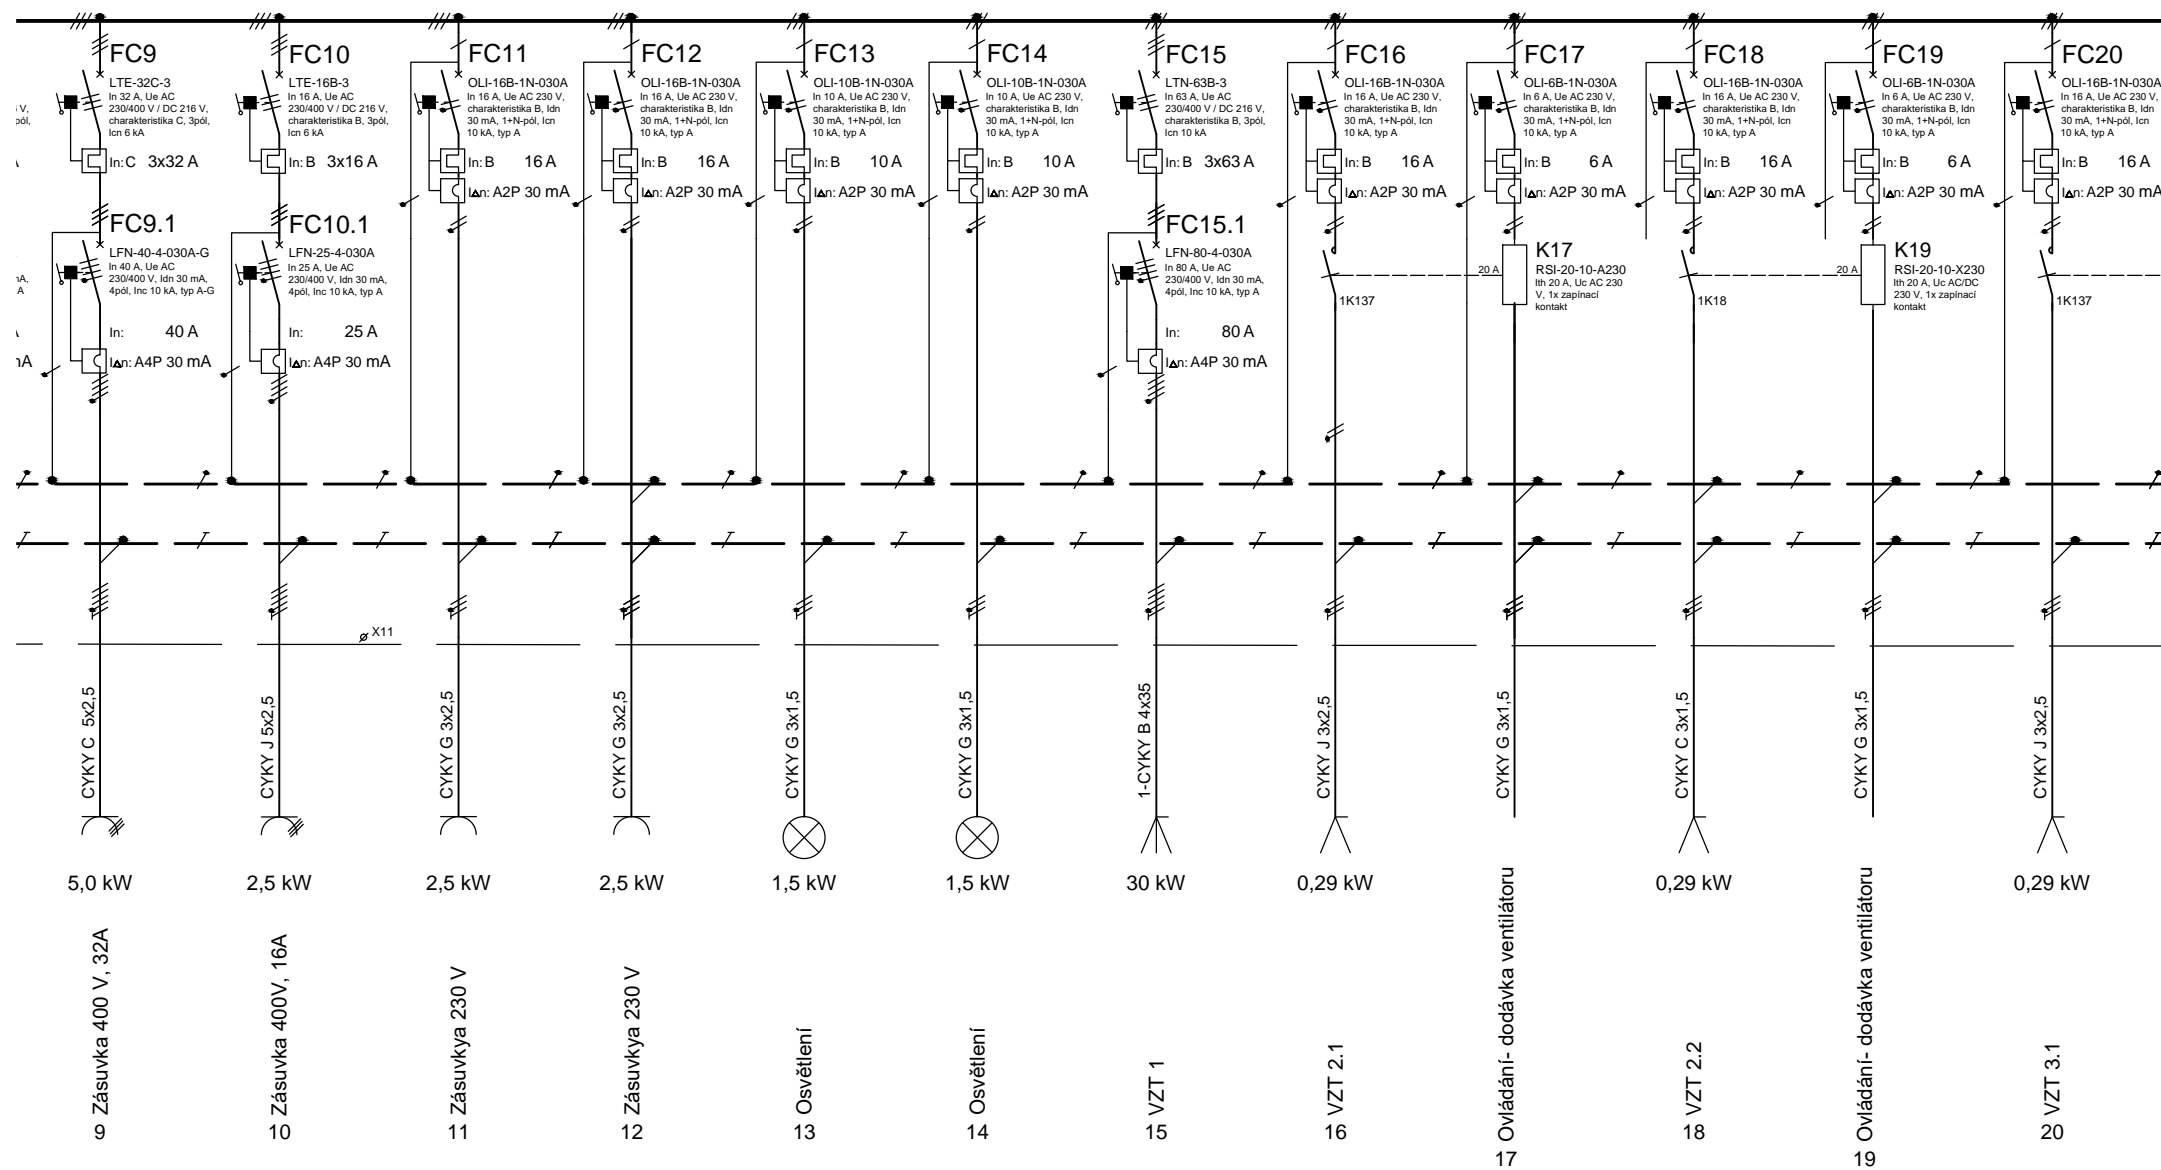 FC9
LTE-32C-3
In 32 A, Ue AC
230/400 V / DC 216 V,
charakteristika C, 3pól,
Icn 6 kA
In: C 3x32 A
FC9.1
LFN-40-4-030A-G
In 40 A, Ue AC
230/400 V, Idn 30 mA,
4pól, Inc 10 kA, typ A-G
In: 40 A
IΔn: A4P 30 mA
CYKY C 5x2,5
5,0 kW
Zásuvka 400 V, 32A
9
FC10
LTE-16B-3
In 16 A, Ue AC
230/400 V / DC 216 V,
charakteristika B, 3pól,
Icn 6 kA
In: B 3x16 A
FC10.1
LFN-25-4-030A
In 25 A, Ue AC
230/400 V, Idn 30 mA,
4pól, Inc 10 kA, typ A
In: 25 A
IΔn: A4P 30 mA
X11
CYKY J 5x2,5
2,5 kW
Zásuvka 400V, 16A
10
FC11
OLI-16B-1N-030A
In 16 A, Ue AC 230 V,
charakteristika B, Idn
30 mA, 1+N-pól, Icn
10 kA, typ A
In: B 16 A
IΔn: A2P 30 mA
CYKY G 3x2,5
2,5 kW
Zásuvkya 230 V
11
FC12
OLI-16B-1N-030A
In 16 A, Ue AC 230 V,
charakteristika B, Idn
30 mA, 1+N-pól, Icn
10 kA, typ A
In: B 16 A
IΔn: A2P 30 mA
CYKY G 3x2,5
2,5 kW
Zásuvkya 230 V
12
FC13
OLI-10B-1N-030A
In 10 A, Ue AC 230 V,
charakteristika B, Idn
30 mA, 1+N-pól, Icn
10 kA, typ A
In: B 10 A
IΔn: A2P 30 mA
CYKY G 3x1,5
1,5 kW
Osvětlení
13
FC14
OLI-10B-1N-030A
In 10 A, Ue AC 230 V,
charakteristika B, Idn
30 mA, 1+N-pól, Icn
10 kA, typ A
In: B 10 A
IΔn: A2P 30 mA
CYKY G 3x1,5
1,5 kW
Osvětlení
14
FC15
LTN-63B-3
In 63 A, Ue AC
230/400 V / DC 216 V,
charakteristika B, 3pól,
Icn 10 kA
In: B 3x63 A
FC15.1
LFN-80-4-030A
In 80 A, Ue AC
230/400 V, Idn 30 mA,
4pól, Inc 10 kA, typ A
In: 80 A
IΔn: A4P 30 mA
1-CYKY B 4x35
30 kW
VZT 1
15
FC16
OLI-16B-1N-030A
In 16 A, Ue AC 230 V,
charakteristika B, Idn
30 mA, 1+N-pól, Icn
10 kA, typ A
In: B 16 A
IΔn: A2P 30 mA
1K137
CYKY J 3x2,5
0,29 kW
VZT 2.1
16
FC17
OLI-6B-1N-030A
In 6 A, Ue AC 230 V,
charakteristika B, Idn
30 mA, 1+N-pól, Icn
10 kA, typ A
In: B 6 A
IΔn: A2P 30 mA
20 A
K17
RSI-20-10-A230
Ith 20 A, Uc AC 230
V, 1x zapínací
kontakt
CYKY G 3x1,5
Ovládání- dodávka ventilátoru
17
FC18
OLI-16B-1N-030A
In 16 A, Ue AC 230 V,
charakteristika B, Idn
30 mA, 1+N-pól, Icn
10 kA, typ A
In: B 16 A
IΔn: A2P 30 mA
1K18
CYKY C 3x1,5
0,29 kW
VZT 2.2
18
FC19
OLI-6B-1N-030A
In 6 A, Ue AC 230 V,
charakteristika B, Idn
30 mA, 1+N-pól, Icn
10 kA, typ A
In: B 6 A
IΔn: A2P 30 mA
20 A
K19
RSI-20-10-X230
Ith 20 A, Uc AC/DC
230 V, 1x zapínací
kontakt
CYKY G 3x1,5
Ovládání- dodávka ventilátoru
19
FC20
OLI-16B-1N-030A
In 16 A, Ue AC 230 V,
charakteristika B, Idn
30 mA, 1+N-pól, Icn
10 kA, typ A
In: B 16 A
IΔn: A2P 30 mA
1K137
CYKY J 3x2,5
0,29 kW
VZT 3.1
20